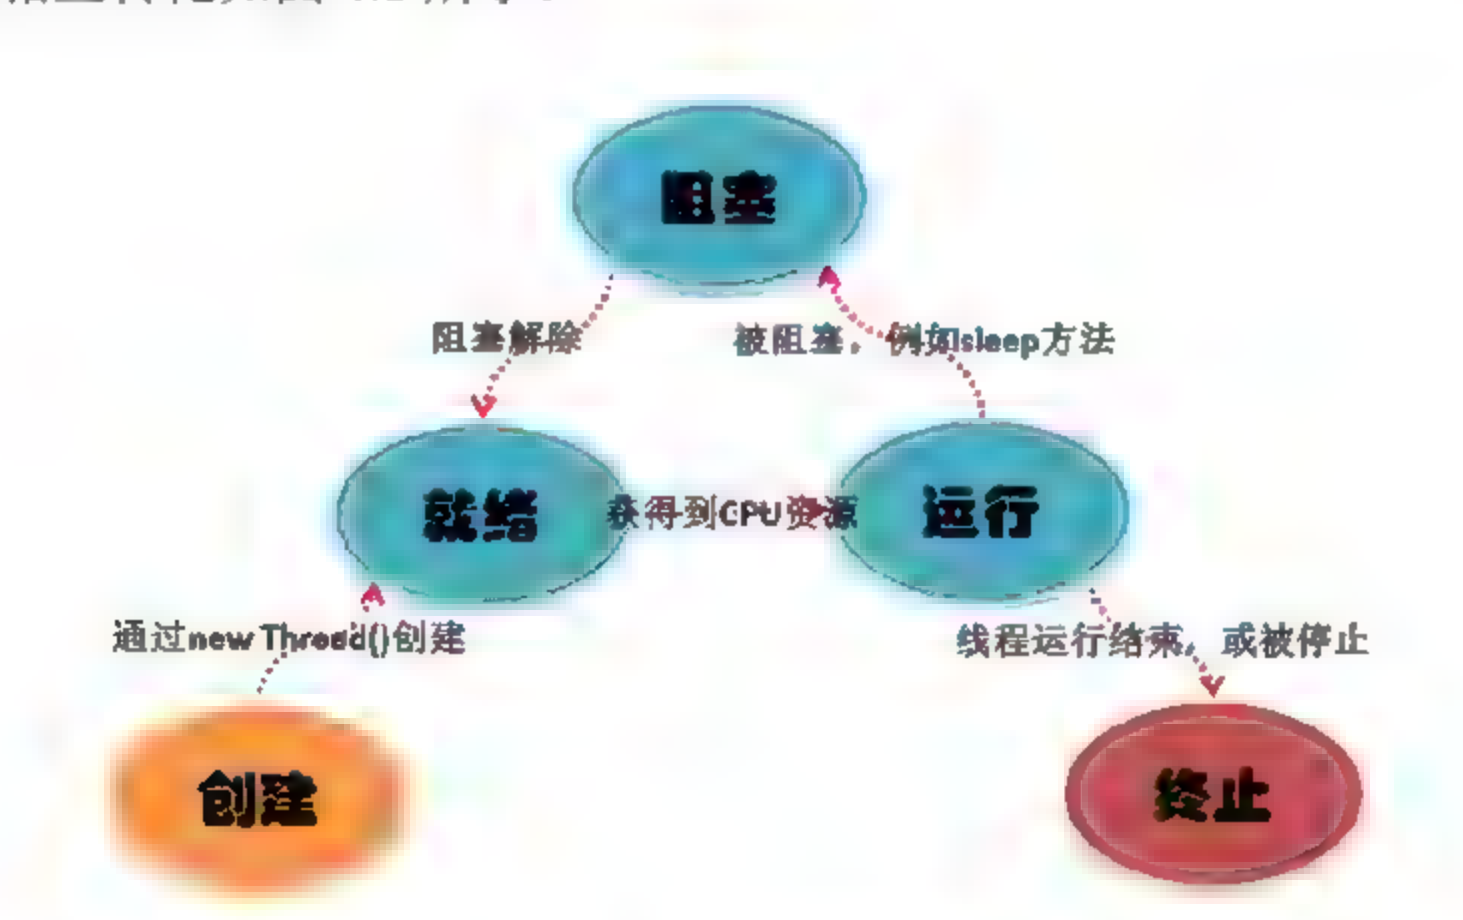 阻塞
阻塞解除
被阻塞，例如sleep方法
就绪
获得到CPU资源
运行
通过new Thread()创建
线程运行结束，或被停止
创建
终止